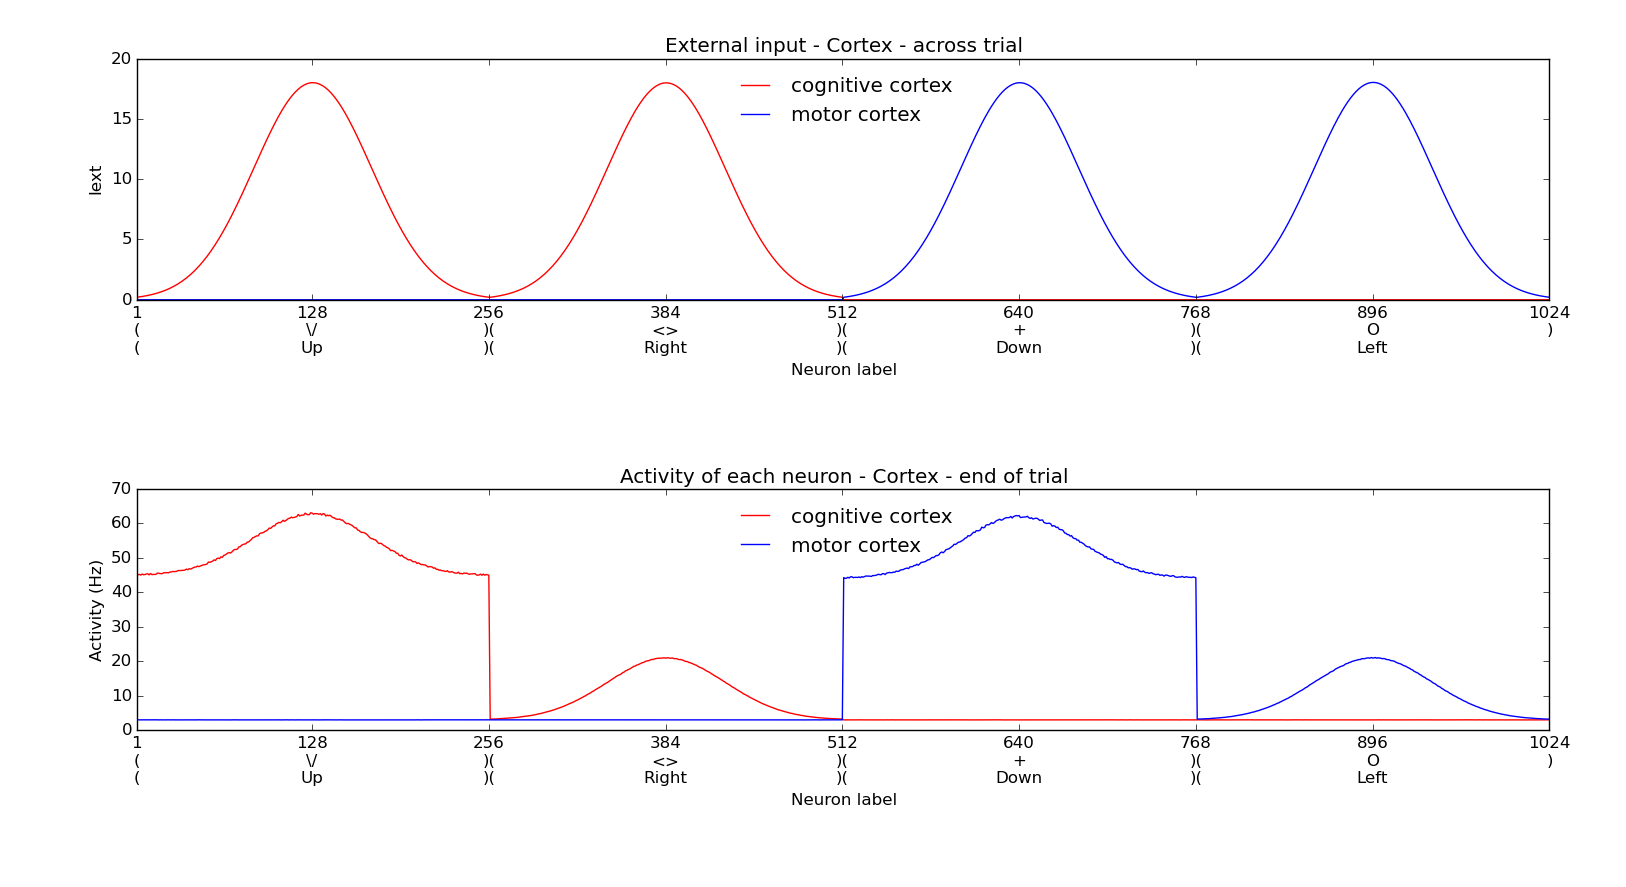 External input - Cortex - across trial
20
15
10
5
0
Iext
cognitive cortex
motor cortex
1 128 256 384 512 640 768 896 1024
( \/ )( <> )( + )( O )
( Up )( Right )( Down )( Left
Neuron label
Activity of each neuron - Cortex - end of trial
70
60
50
40
30
20
10
0
Activity (Hz)
cognitive cortex
motor cortex
1 128 256 384 512 640 768 896 1024
( \/ )( <> )( + )( O )
( Up )( Right )( Down )( Left
Neuron label